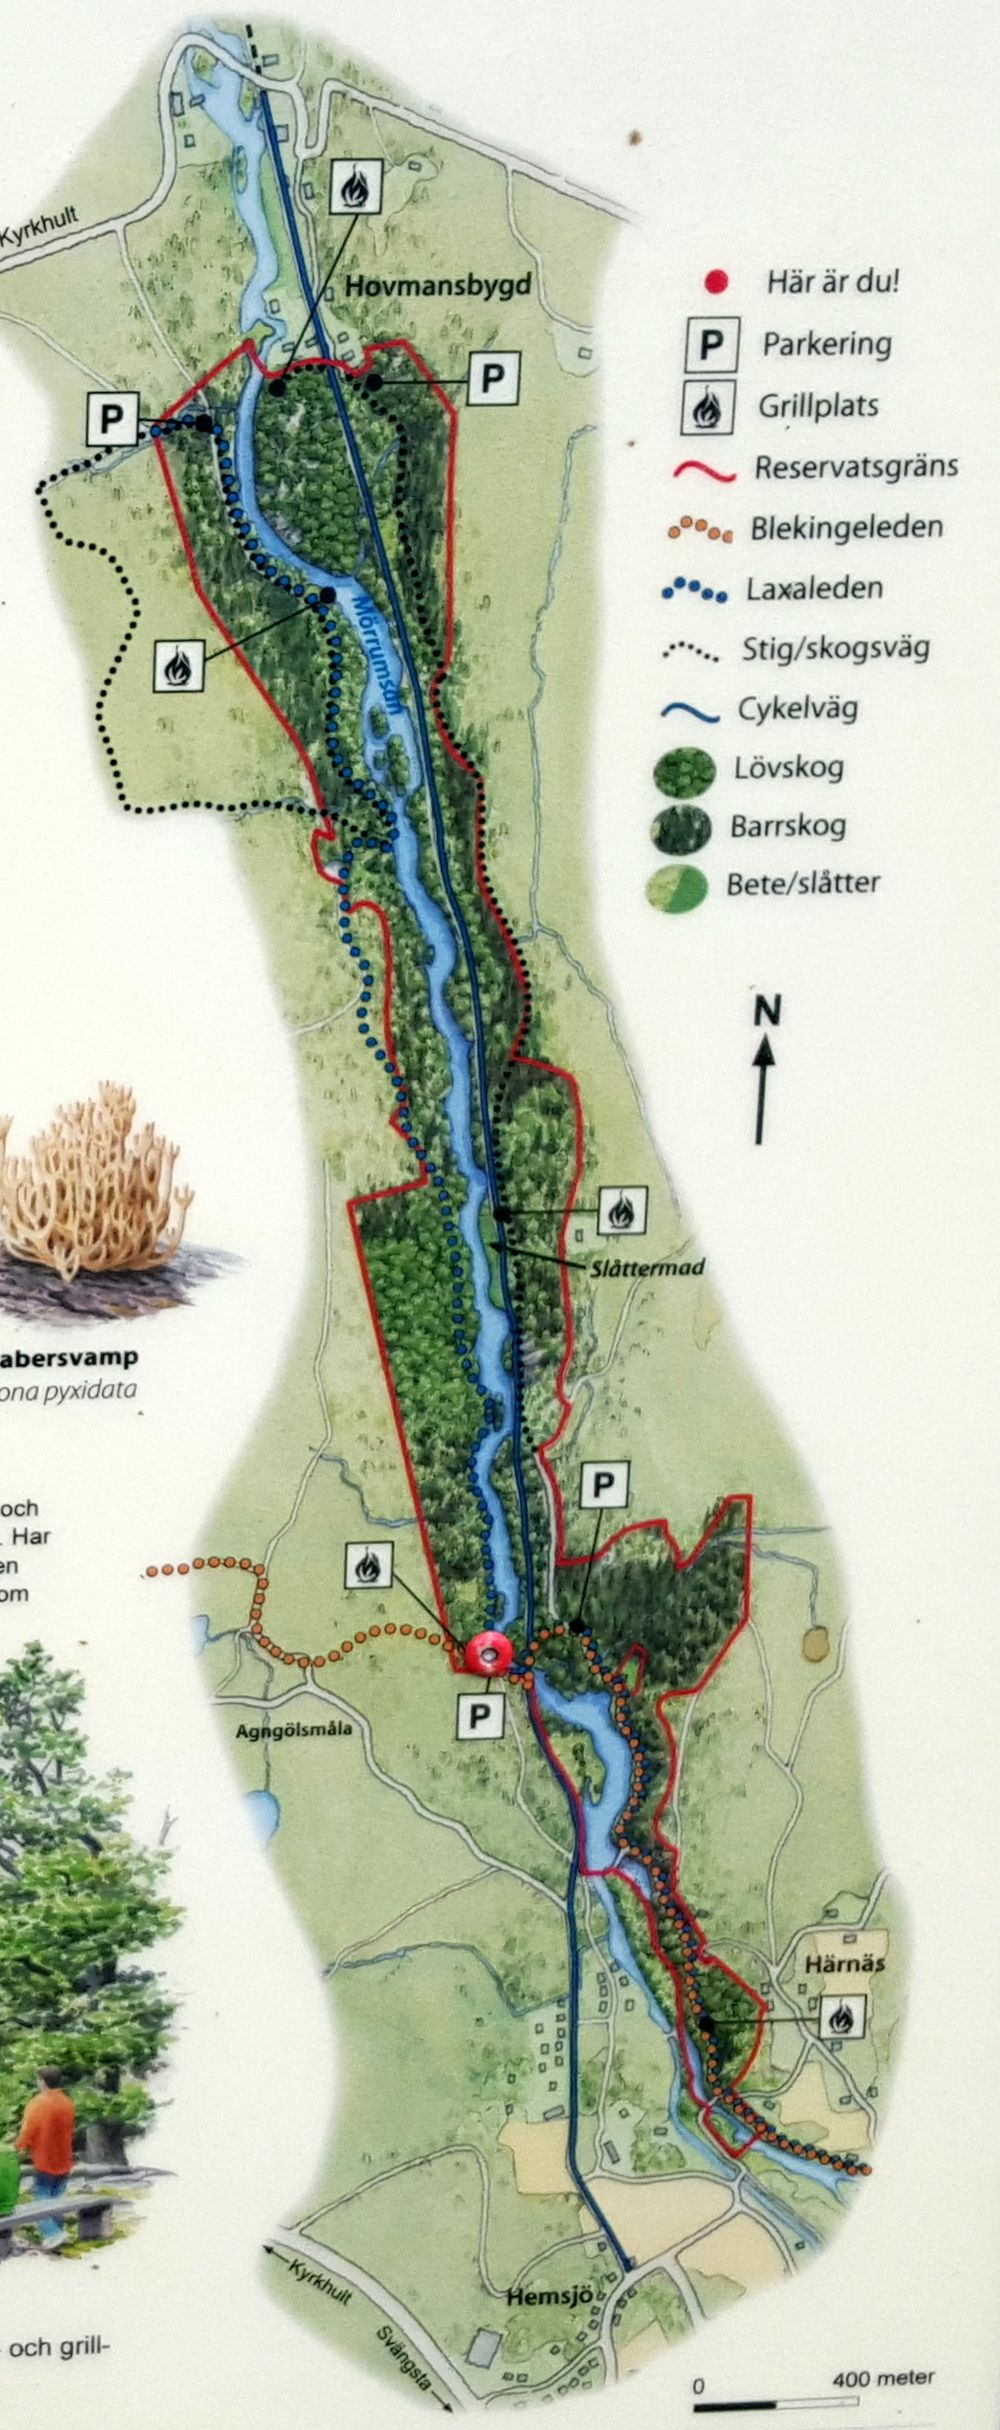 Kyrkhult
Hovmansbygd
P
P
Mörrumsån
Här är du!
P Parkering
Grillplats
Reservatsgräns
Blekingeleden
Laxaleden
Stig/skogsväg
Cykelväg
Lövskog
Barrskog
Bete/slåtter
N
Slåttermad
abersvamp
ona pyxidata
och
. Har
en
om
P
P
Agngölsmåla
Härnäs
Kyrkhult
Svängsta
Hemsjö
och grill-
0 400 meter